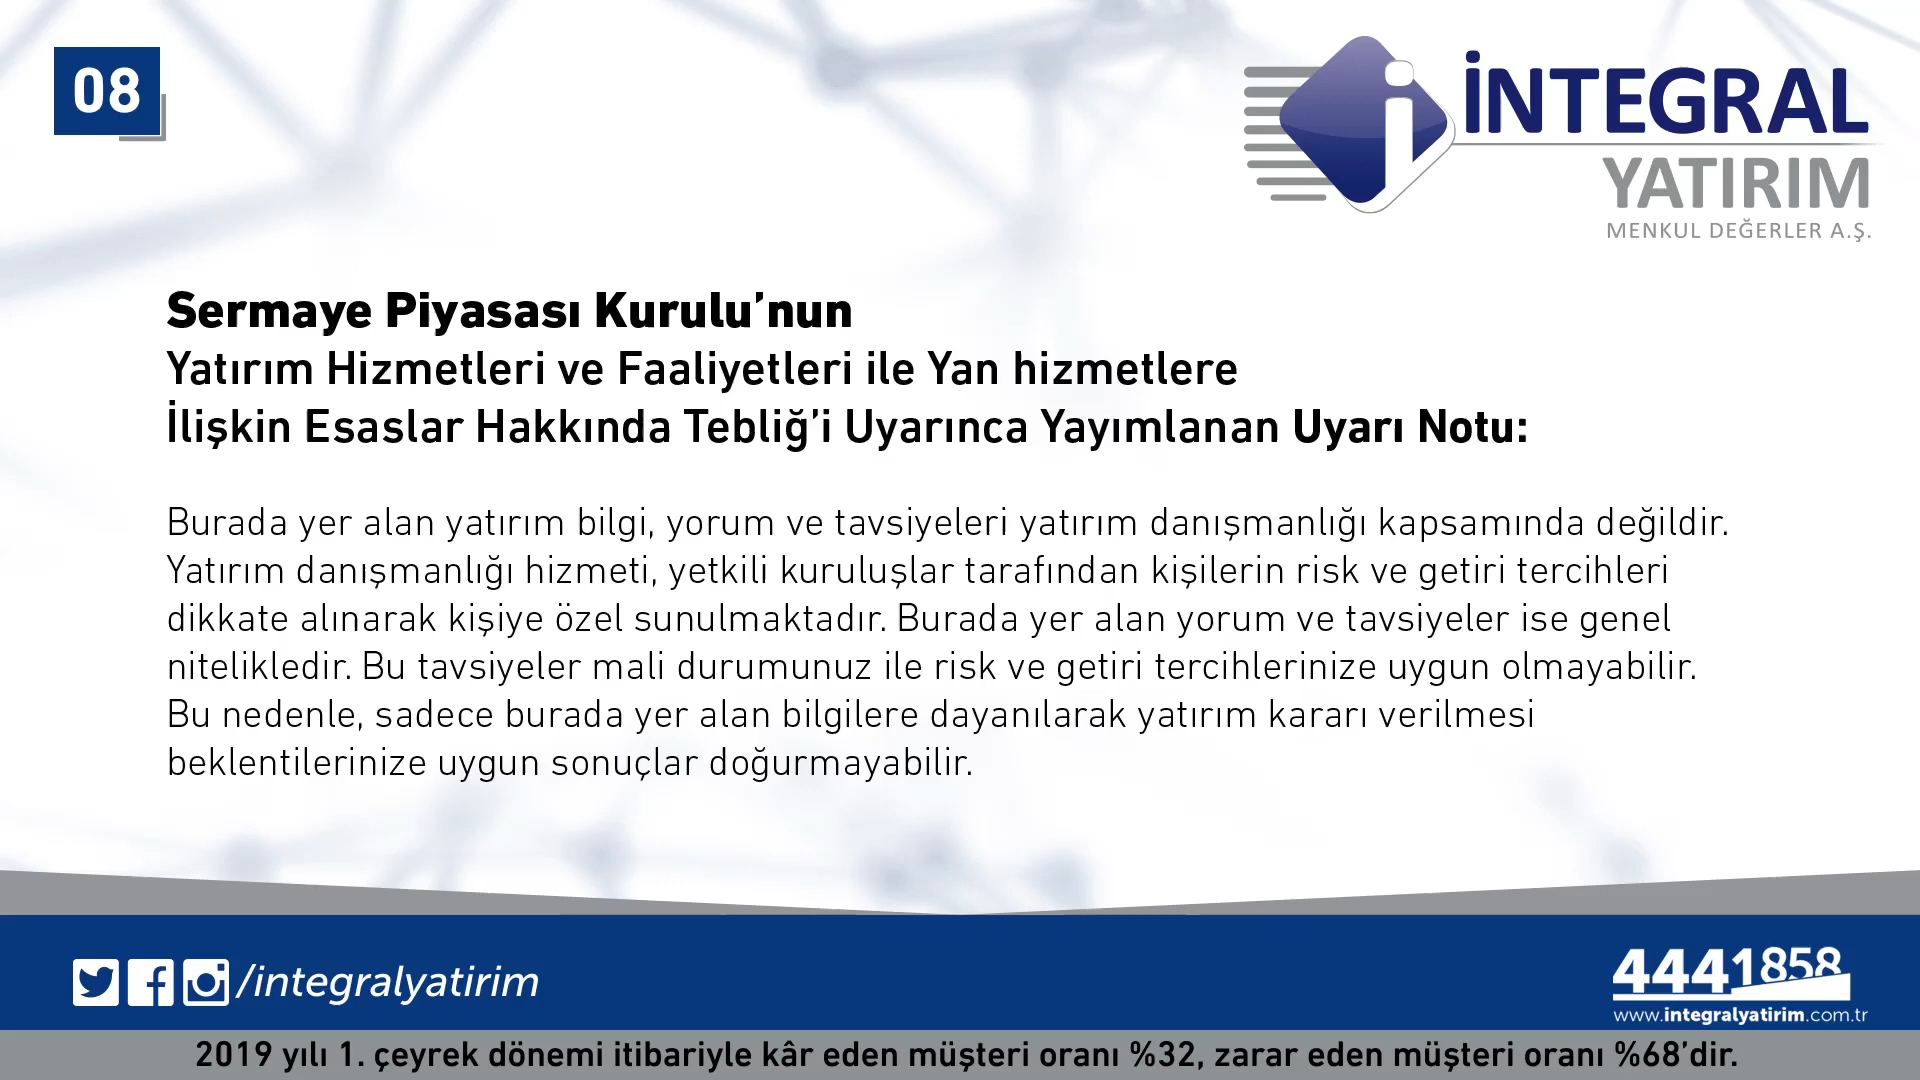 08
İNTEGRAL
YATIRIM
MENKUL DEĞERLER A.Ş.
Sermaye Piyasası Kurulu’nun
Yatırım Hizmetleri ve Faaliyetleri ile Yan hizmetlere
İlişkin Esaslar Hakkında Tebliğ’i Uyarınca Yayımlanan Uyarı Notu:
Burada yer alan yatırım bilgi, yorum ve tavsiyeleri yatırım danışmanlığı kapsamında değildir.
Yatırım danışmanlığı hizmeti, yetkili kuruluşlar tarafından kişilerin risk ve getiri tercihleri
dikkate alınarak kişiye özel sunulmaktadır. Burada yer alan yorum ve tavsiyeler ise genel
nitelikledir. Bu tavsiyeler mali durumunuz ile risk ve getiri tercihlerinize uygun olmayabilir.
Bu nedenle, sadece burada yer alan bilgilere dayanılarak yatırım kararı verilmesi
beklentilerinize uygun sonuçlar doğurmayabilir.
/integralyatirim
4441858
www.integralyatirim.com.tr
2019 yılı 1. çeyrek dönemi itibariyle kâr eden müşteri oranı %32, zarar eden müşteri oranı %68’dir.